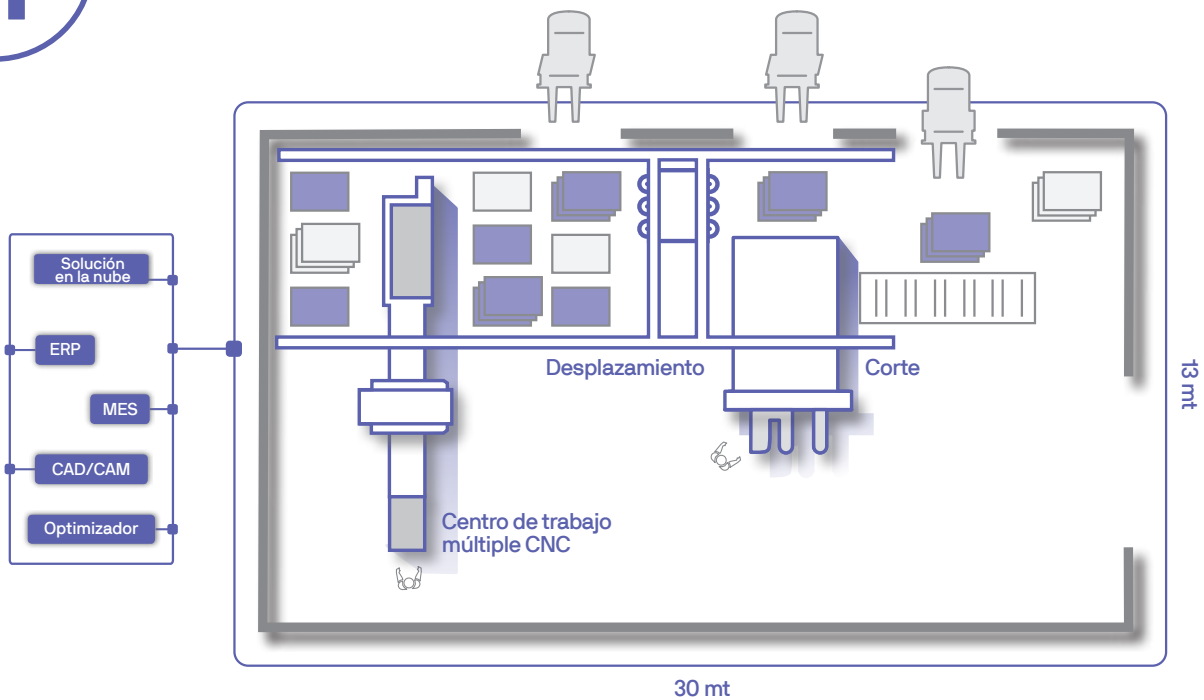 Solución
en la nube
ERP
MES
CAD/CAM
Optimizador
Desplazamiento
Corte
Centro de trabajo
múltiple CNC
13 mt
30 mt